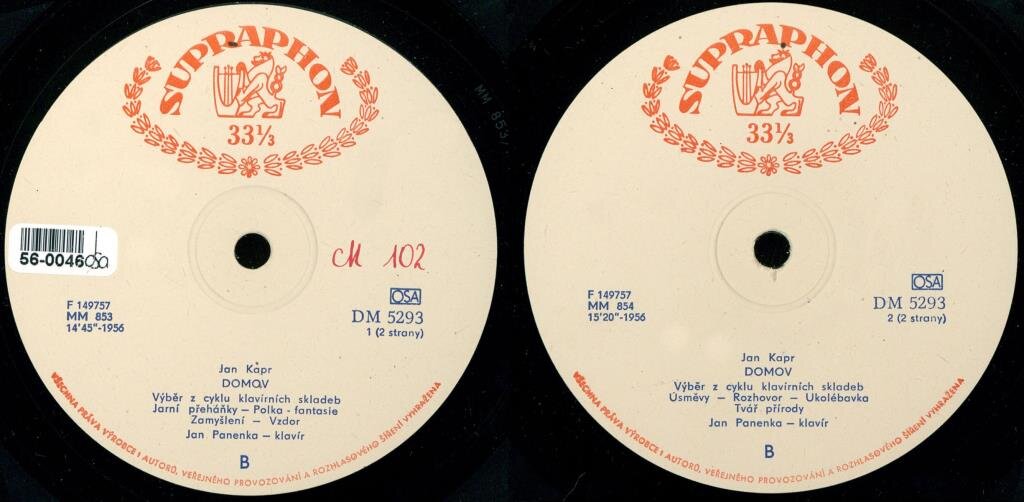 SUPRAPHON
33⅓
MM 853/
56-0046
M 102
F 149757
MM 853
14'45"-1956
OSA
DM 5293
1 (2 strany)
Jan Kapr
DOMOV
Výběr z cyklu klavírních skladeb
Jarní přeháňky — Polka - fantasie
Zamyšlení — Vzdor
Jan Panenka — klavír
B
VŠECHNA PRÁVA VÝROBCE I AUTORŮ, VEŘEJNÉHO PROVOZOVÁNÍ A ROZHLASOVÉHO ŠÍŘENÍ VYHRAŽENA
SUPRAPHON
33⅓
F 149757
MM 854
15'20"-1956
OSA
DM 5293
2 (2 strany)
Jan Kapr
DOMOV
Výběr z cyklu klavírních skladeb
Úsměvy — Rozhovor — Ukolébavka
Tvář přírody
Jan Panenka — klavír
B
VŠECHNA PRÁVA VÝROBCE I AUTORŮ, VEŘEJNÉHO PROVOZOVÁNÍ A ROZHLASOVÉHO ŠÍŘENÍ VYHRAŽENA